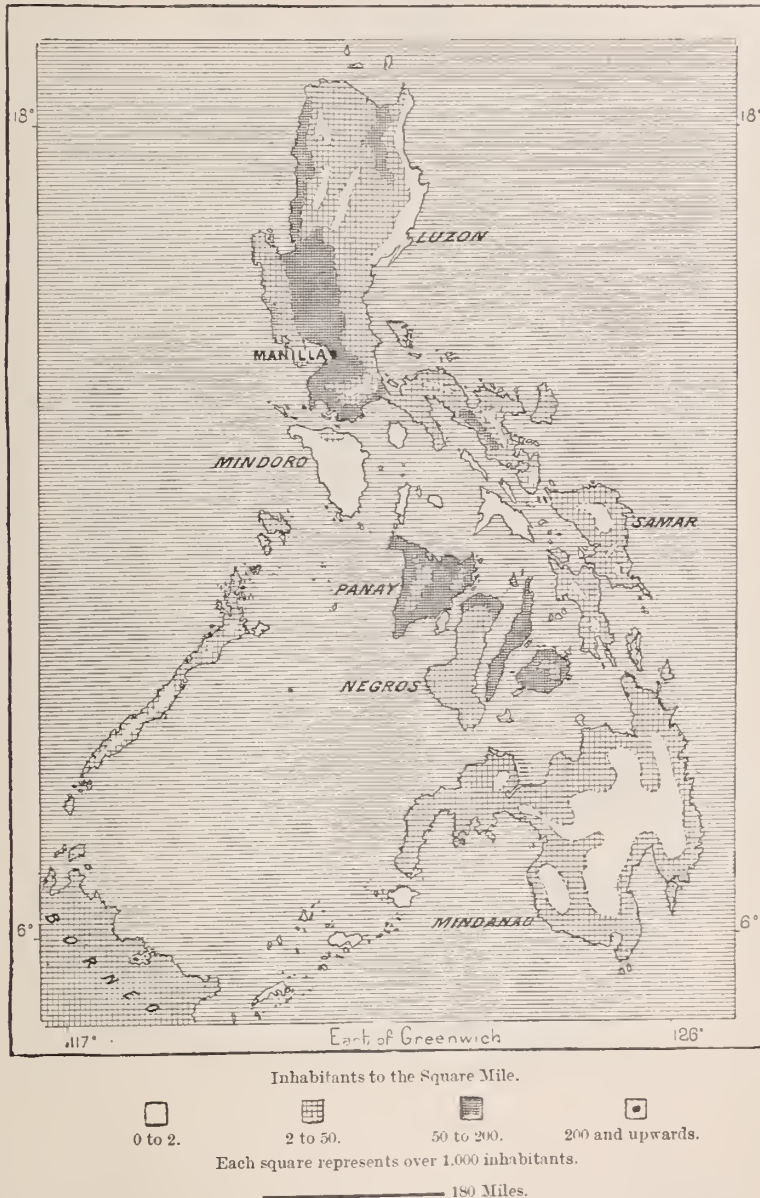 18°
18°
LUZON
MANILLA
MINDORO
SAMAR
PANAY
NEGROS
MINDANAO
BORNEO
6°
6°
117°
East of Greenwich
126°
Inhabitants to the Square Mile.
0 to 2.
2 to 50.
50 to 200.
200 and upwards.
Each square represents over 1.000 inhabitants.
180 Miles.